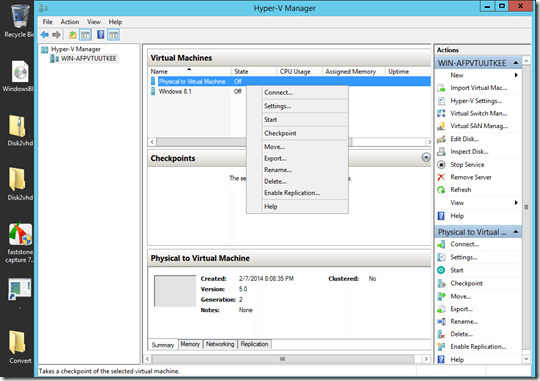 Hyper-V Manager
File Action View Help
Recycle Bi
WindowsBl
Disk2vhd
Disk2vhd
faststone
capture 7...
Convert
Hyper-V Manager
WIN-AFPVTUUTKEE
Virtual Machines
Name State CPU Usage Assigned Memory Uptime
Physical to Virtual Machine Off
Windows 8.1 Off
Connect...
Settings...
Start
Checkpoint
Move...
Export...
Rename...
Delete...
Enable Replication...
Help
Checkpoints
The se
s.
Physical to Virtual Machine
Created: 2/7/2014 8:08:35 PM Clustered: No
Version: 5.0
Generation: 2
Notes: None
Summary Memory Networking Replication
Actions
WIN-AFPVTUUTKEE
New
Import Virtual Mac...
Hyper-V Settings...
Virtual Switch Man...
Virtual SAN Manag...
Edit Disk...
Inspect Disk...
Stop Service
Remove Server
Refresh
View
Help
Physical to Virtual ...
Connect...
Settings...
Start
Checkpoint
Move...
Export...
Rename...
Delete...
Enable Replication...
Help
Takes a checkpoint of the selected virtual machine.